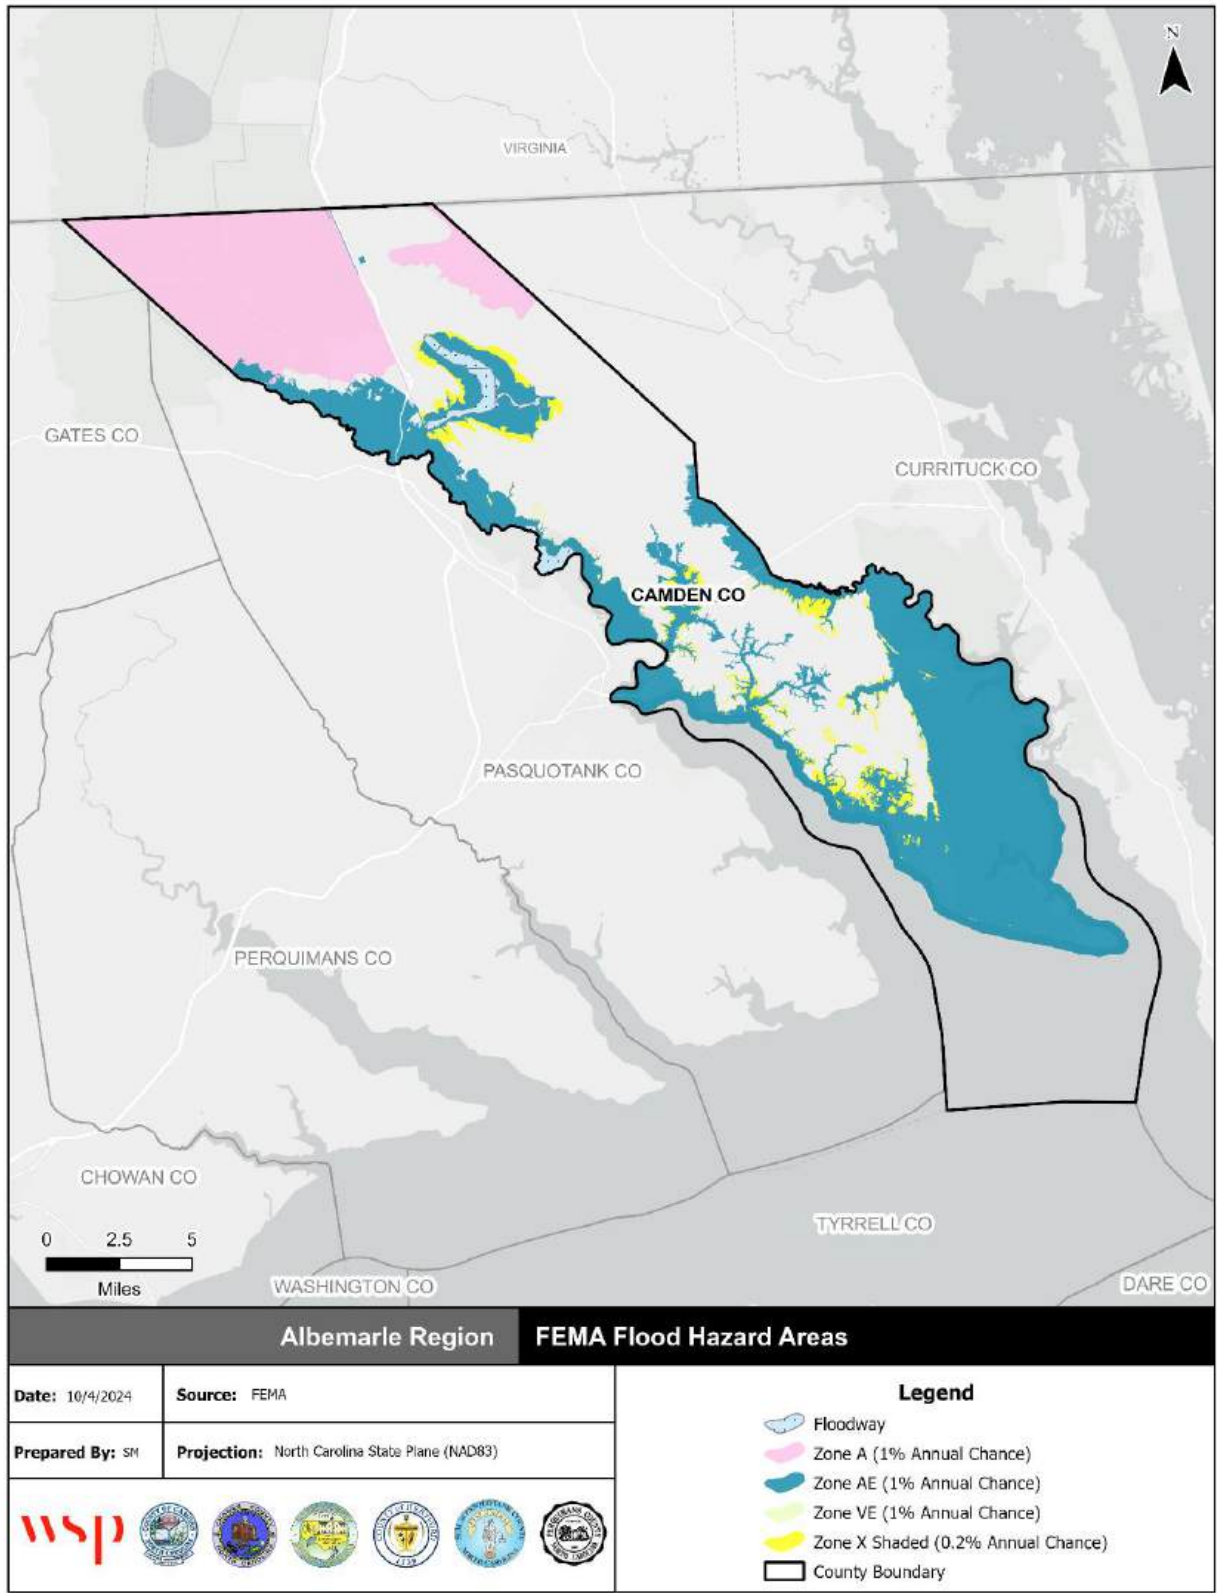 N
VIRGINIA
GATES CO
CURRITUCK CO
CAMDEN CO
PASQUOTANK CO
PERQUIMANS CO
CHOWAN CO
TYRRELL CO
0 2.5 5
Miles
WASHINGTON CO
DARE CO
Albemarle Region
FEMA Flood Hazard Areas
Date: 10/4/2024
Source: FEMA
Prepared By: SM
Projection: North Carolina State Plane (NAD83)
wsp
Legend
Floodway
Zone A (1% Annual Chance)
Zone AE (1% Annual Chance)
Zone VE (1% Annual Chance)
Zone X Shaded (0.2% Annual Chance)
County Boundary